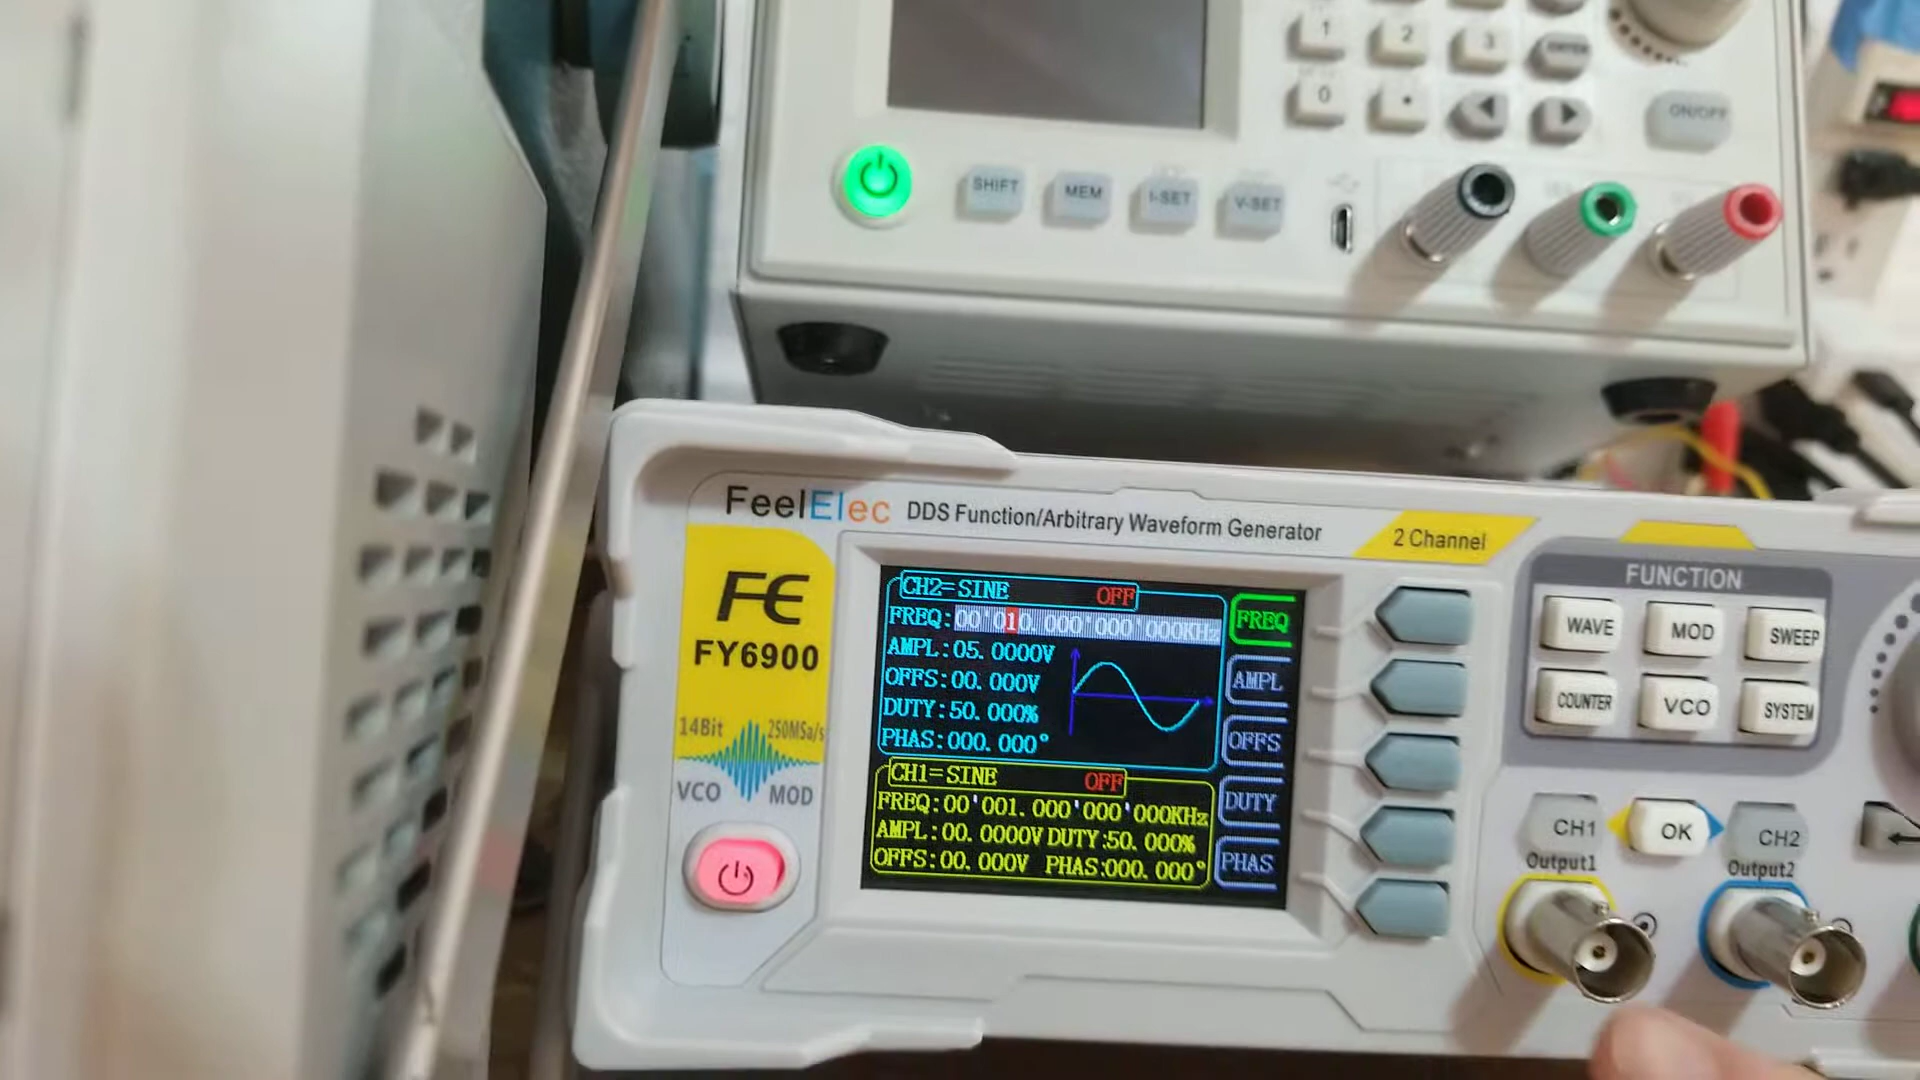 1 2 3 ENTER
0 .
ON/OFF
SHIFT MEM I-SET V-SET
FeelElec DDS Function/Arbitrary Waveform Generator
2 Channel
FE
FY6900
14Bit 250MSa/s
VCO MOD
CH2=SINE OFF
FREQ:00'010.000'000'000KHz
AMPL:05.0000V
OFFS:00.000V
DUTY:50.000%
PHAS:000.000°
CH1=SINE OFF
FREQ:00'001.000'000'000KHz
AMPL:00.0000V DUTY:50.000%
OFFS:00.000V PHAS:000.000°
FREQ
AMPL
OFFS
DUTY
PHAS
FUNCTION
WAVE MOD SWEEP
COUNTER VCO SYSTEM
CH1 OK CH2
Output1 Output2